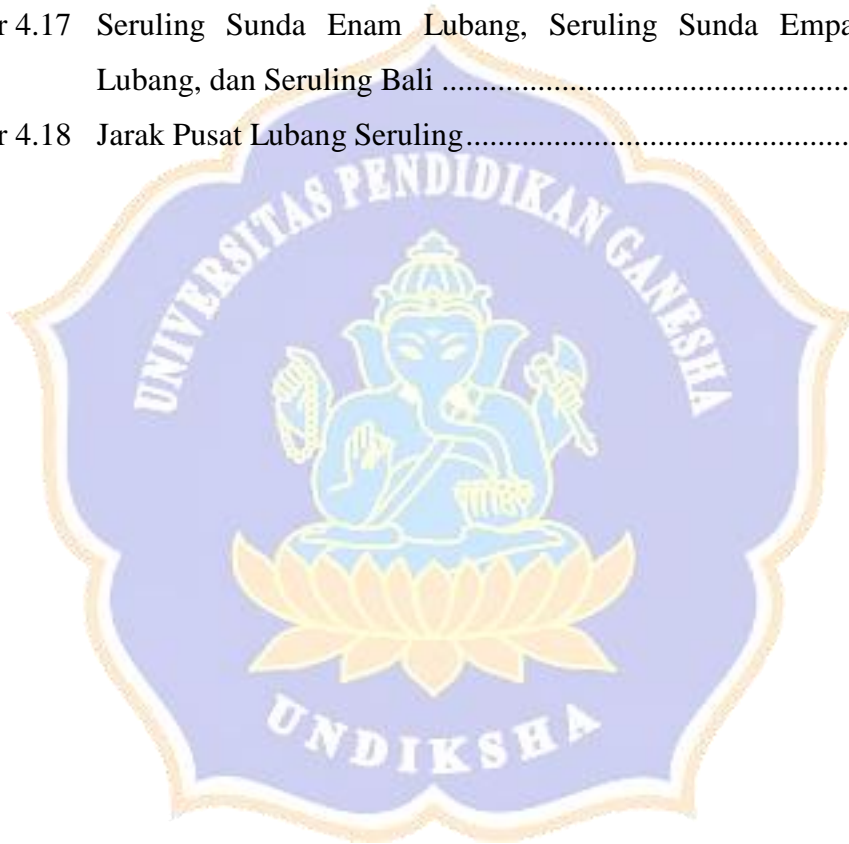 r 4.17 Seruling Sunda Enam Lubang, Seruling Sunda Empa
Lubang, dan Seruling Bali ..............................................
r 4.18 Jarak Pusat Lubang Seruling..............................................
UNIVERSITAS PENDIDIKAN GANESHA
UNDIKSHA